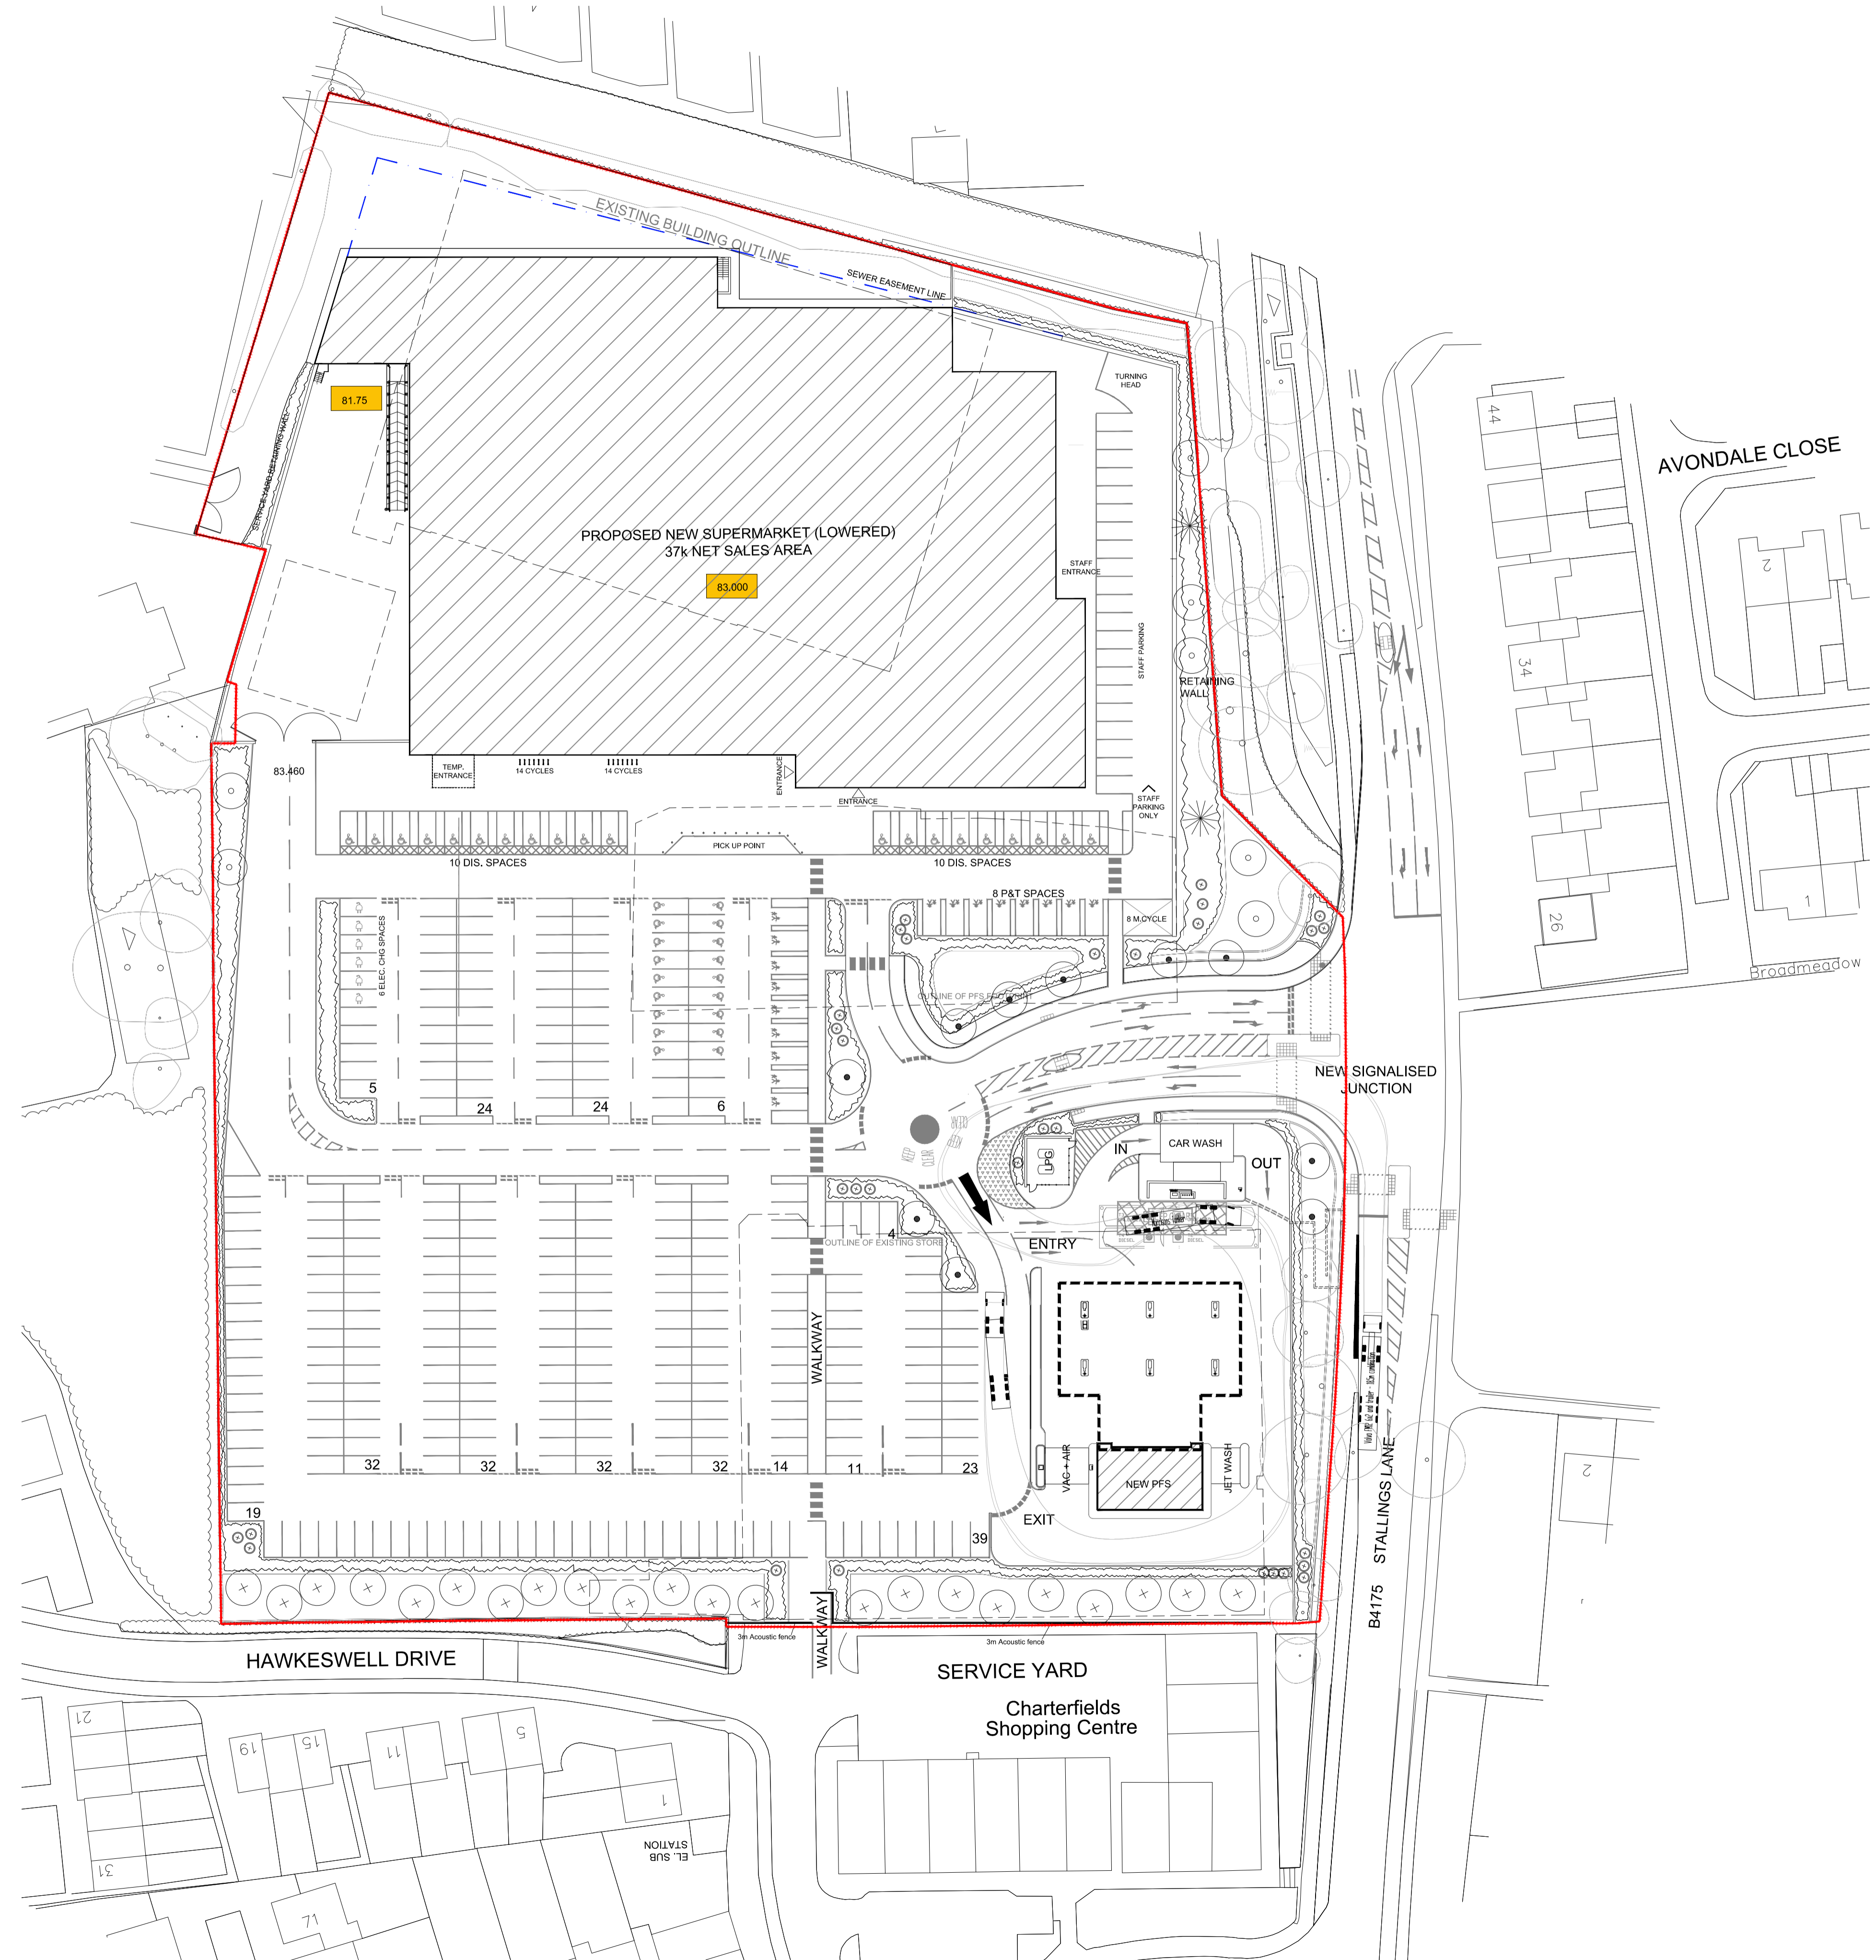 EXISTING BUILDING OUTLINE
SEWER EASEMENT LINE
TURNING
HEAD
81.75
SERVICE YARD RETAINING WALL
PROPOSED NEW SUPERMARKET (LOWERED)
37k NET SALES AREA
83.000
STAFF
ENTRANCE
STAFF PARKING
RETAINING
WALL
44
34
26
AVONDALE CLOSE
2
1
Broadmeadow
83.460
TEMP.
ENTRANCE
14 CYCLES
14 CYCLES
ENTRANCE
ENTRANCE
STAFF
PARKING
ONLY
PICK UP POINT
10 DIS. SPACES
10 DIS. SPACES
8 P&T SPACES
8 M.CYCLE
6 ELEC. CHG SPACES
OUTLINE OF PFS
5
24
24
6
NEW SIGNALISED
JUNCTION
CAR WASH
IN
OUT
LPG
4
OUTLINE OF EXISTING STORE
ENTRY
DIESEL
DIESEL
WALKWAY
32
32
32
32
14
11
23
19
39
VAC + AIR
NEW PFS
JET WASH
EXIT
B4175 STALLINGS LANE
2
WALKWAY
3m Acoustic fence
3m Acoustic fence
HAWKESWELL DRIVE
SERVICE YARD
Charterfields
Shopping Centre
21
19
15
11
5
1
31
71
EL. SUB
STATION